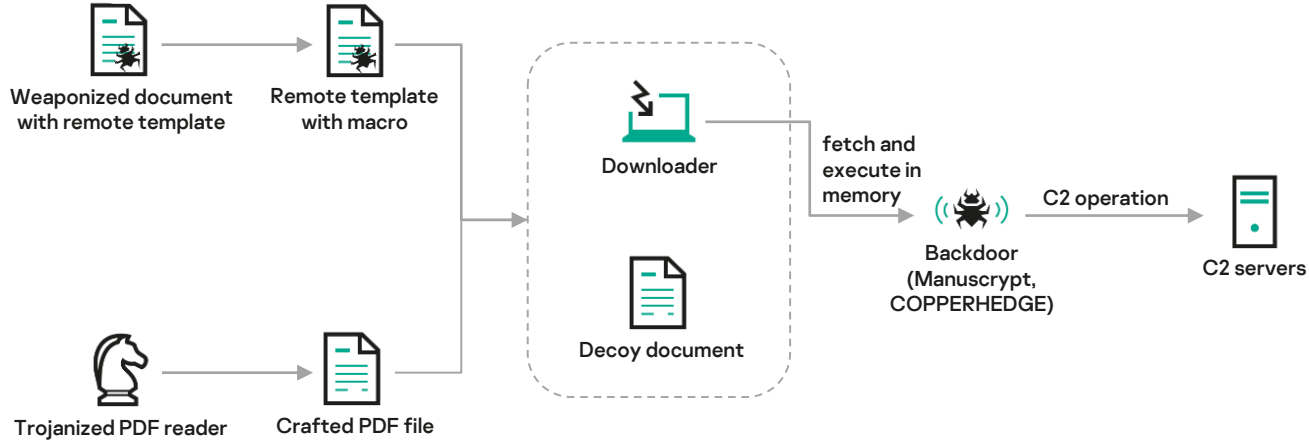 Weaponized document
with remote template
Remote template
with macro
Downloader
fetch and
execute in
memory
C2 operation
Backdoor
(Manuscrypt,
COPPERHEDGE)
C2 servers
Decoy document
Trojanized PDF reader
Crafted PDF file